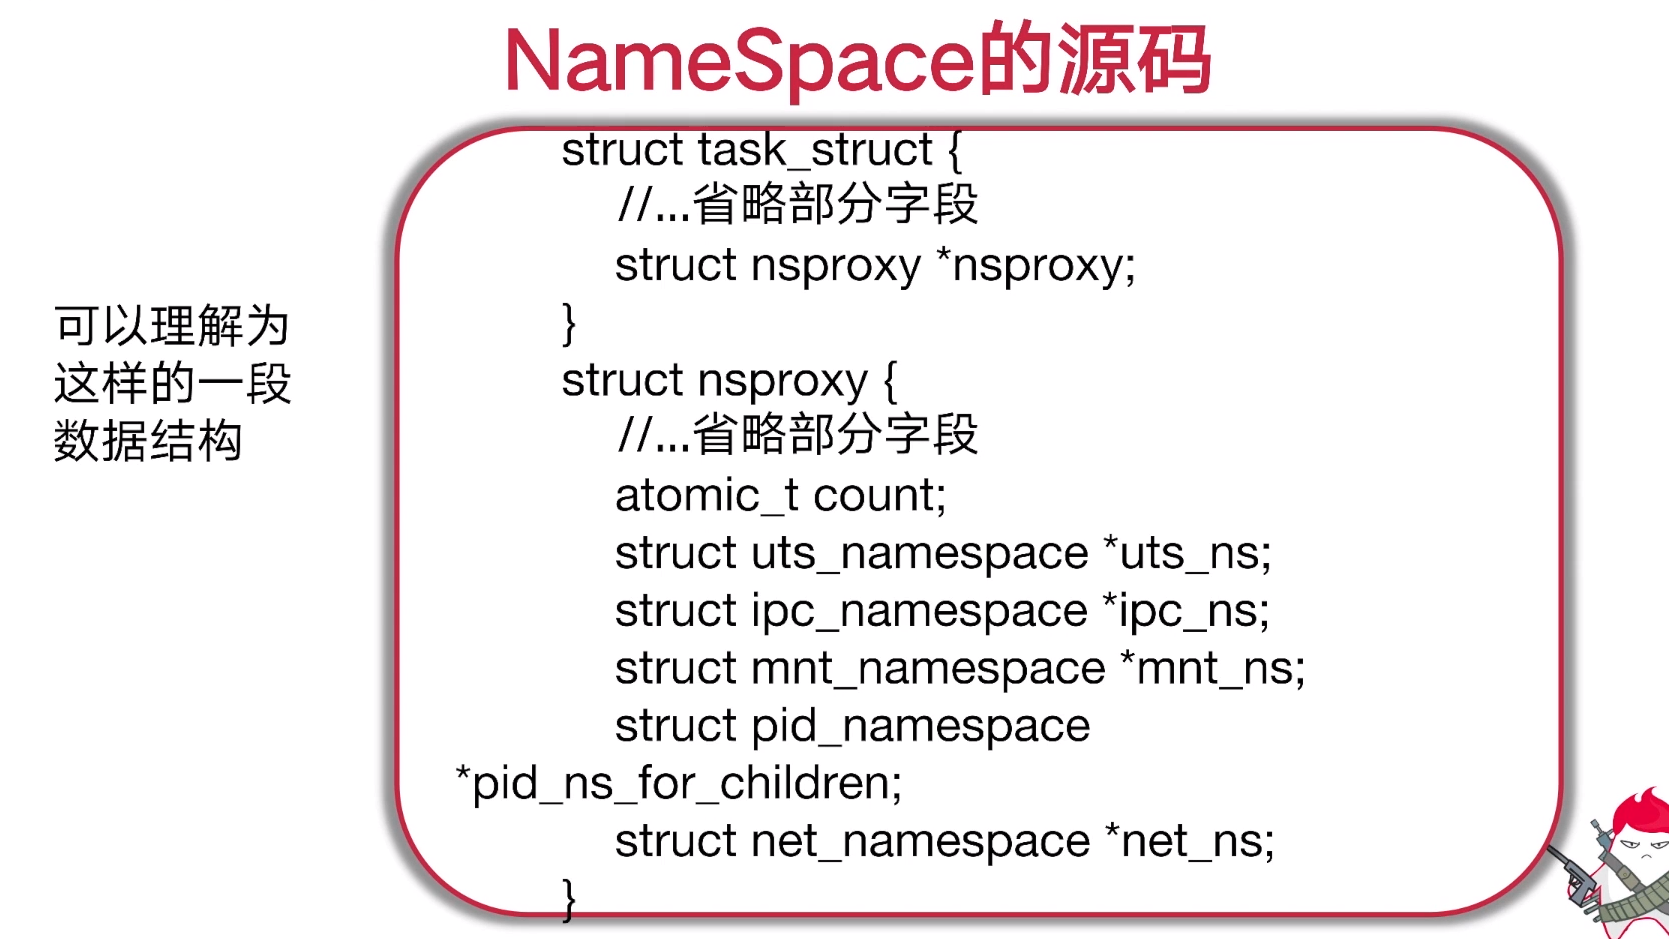 NameSpace的源码
可以理解为
这样的一段
数据结构
struct task_struct {
//...省略部分字段
struct nsproxy *nsproxy;
}
struct nsproxy {
//...省略部分字段
atomic_t count;
struct uts_namespace *uts_ns;
struct ipc_namespace *ipc_ns;
struct mnt_namespace *mnt_ns;
struct pid_namespace
*pid_ns_for_children;
struct net_namespace *net_ns;
}